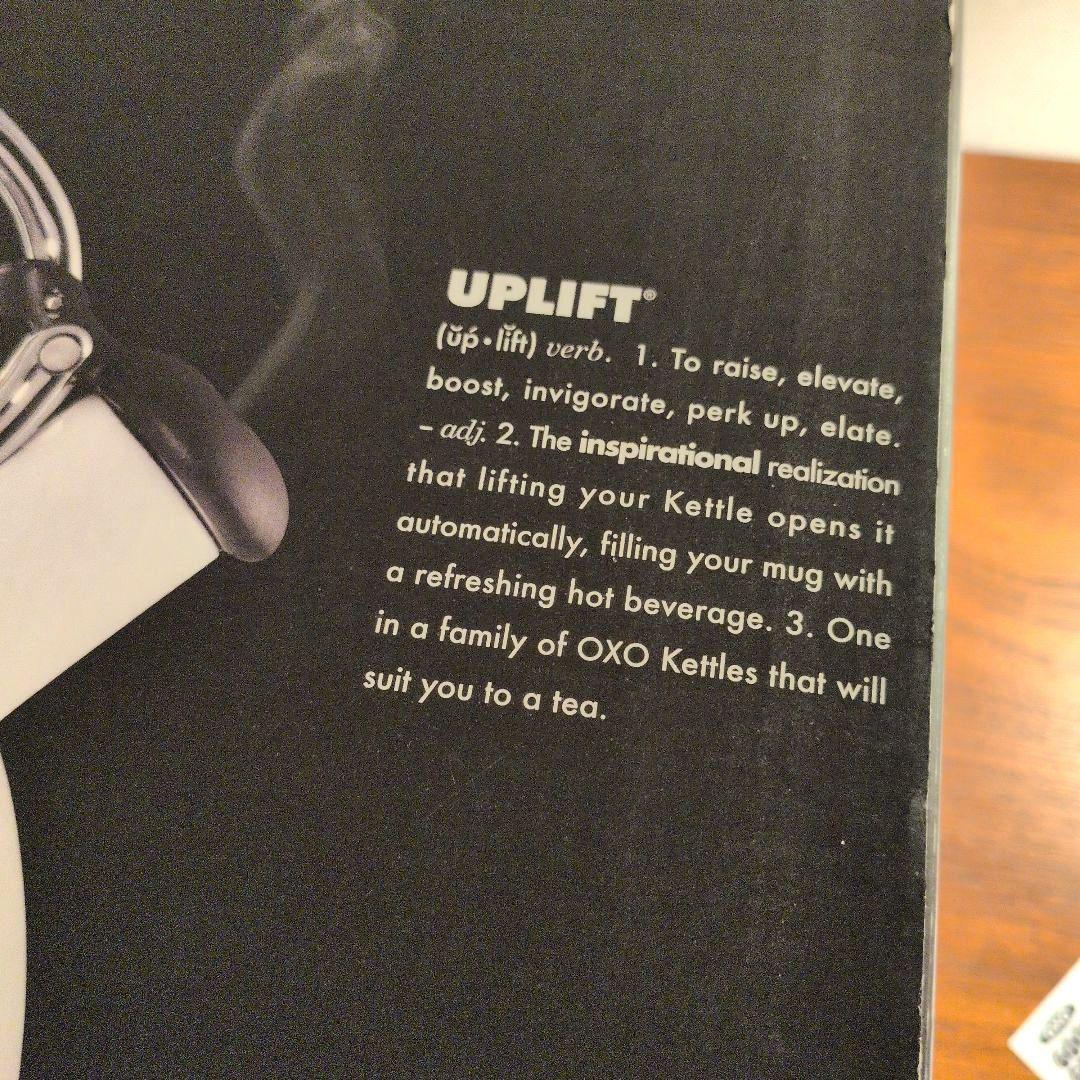 UPLIFT®
(ŭṕ•lĭft) verb. 1. To raise, elevate,
boost, invigorate, perk up, elate.
– adj. 2. The inspirational realization
that lifting your Kettle opens it
automatically, filling your mug with
a refreshing hot beverage. 3. One
in a family of OXO Kettles that will
suit you to a tea.